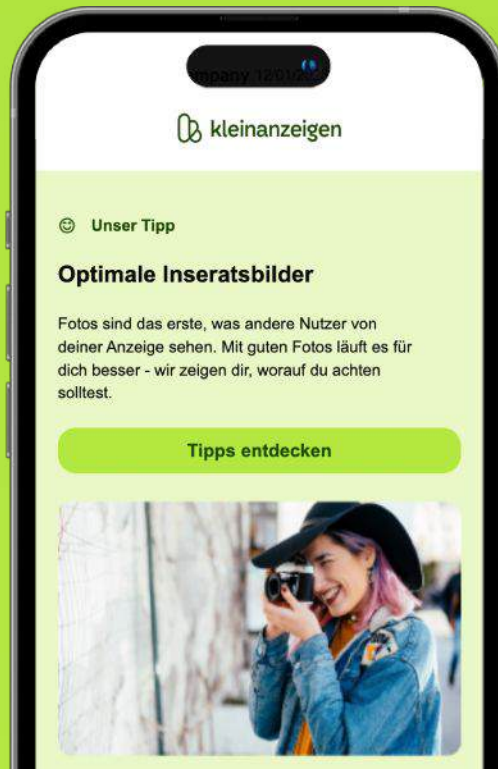 kleinanzeigen
Unser Tipp
Optimale Inseratsbilder
Fotos sind das erste, was andere Nutzer von
deiner Anzeige sehen. Mit guten Fotos läuft es für
dich besser - wir zeigen dir, worauf du achten
solltest.
Tipps entdecken